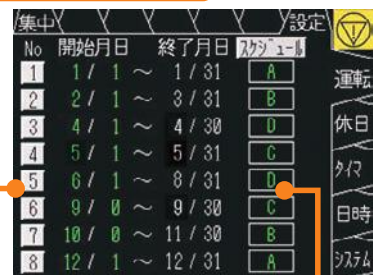 集中 設定
No 開始月日 終了月日 スケジュール
1 1/ 1 ～ 1/31 A
2 2/ 1 ～ 3/31 B
3 4/ 1 ～ 4/30 D
4 5/ 1 ～ 5/31 C
5 6/ 1 ～ 8/31 D
6 9/ 0 ～ 9/30 C
7 10/ 0 ～ 11/30 B
8 12/ 1 ～ 12/31 A
運転
休日
タイマ
日時
システム